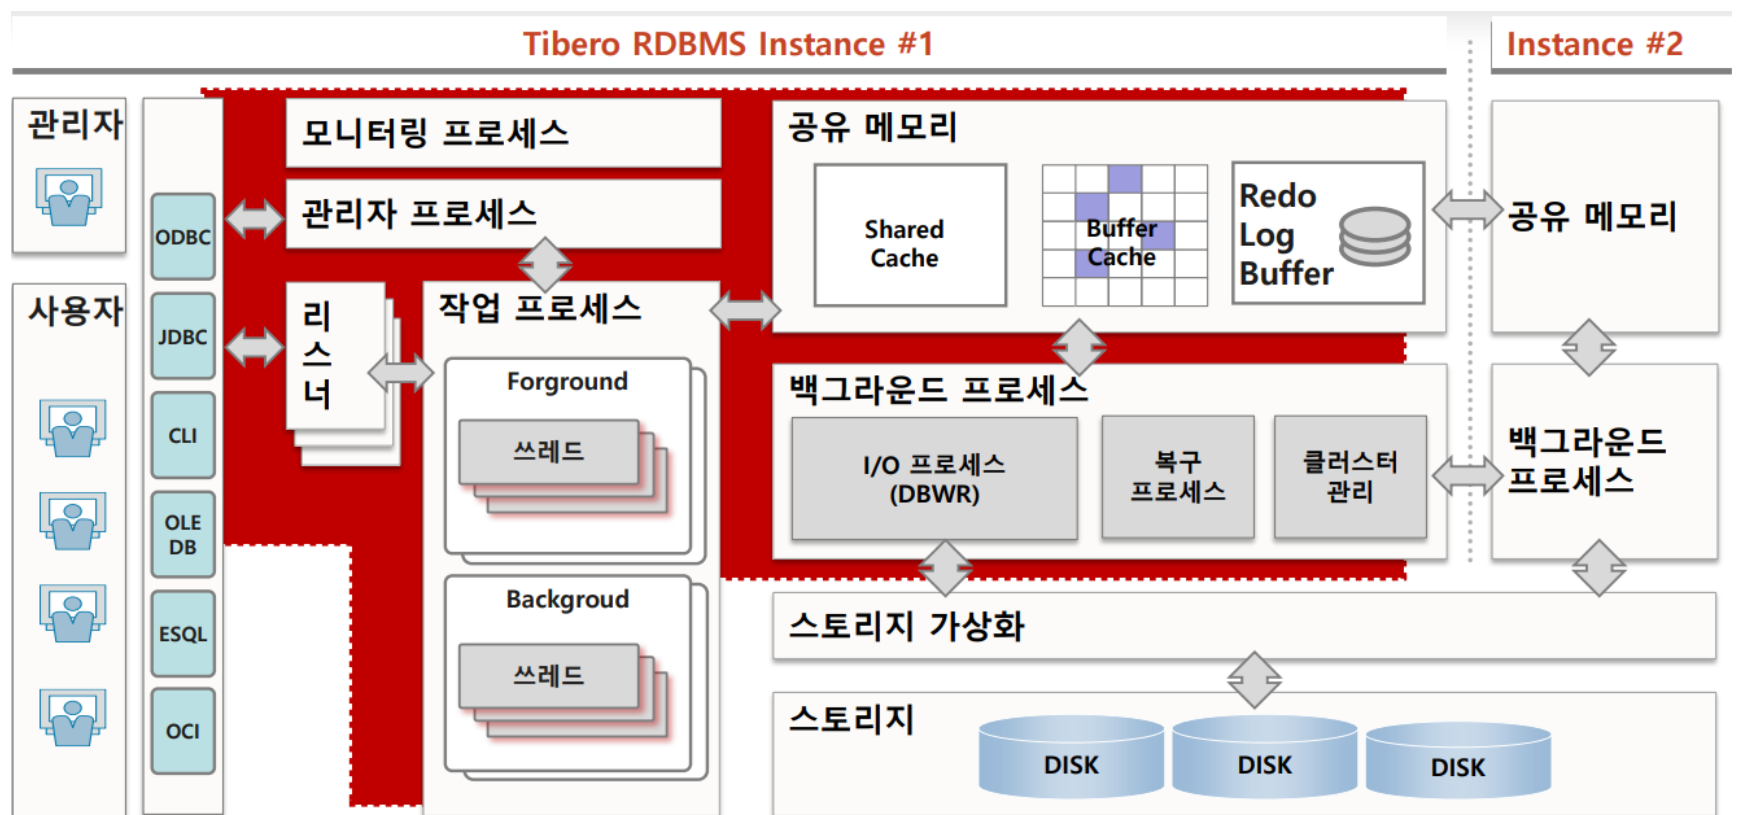 Tibero RDBMS Instance #1
Instance #2
관리자
사용자
ODBC
JDBC
CLI
OLE
DB
ESQL
OCI
모니터링 프로세스
관리자 프로세스
리
스
너
작업 프로세스
Forground
쓰레드
Backgroud
쓰레드
공유 메모리
Shared
Cache
Buffer
Cache
Redo
Log
Buffer
백그라운드 프로세스
I/O 프로세스
(DBWR)
복구
프로세스
클러스터
관리
공유 메모리
백그라운드
프로세스
스토리지 가상화
스토리지
DISK
DISK
DISK